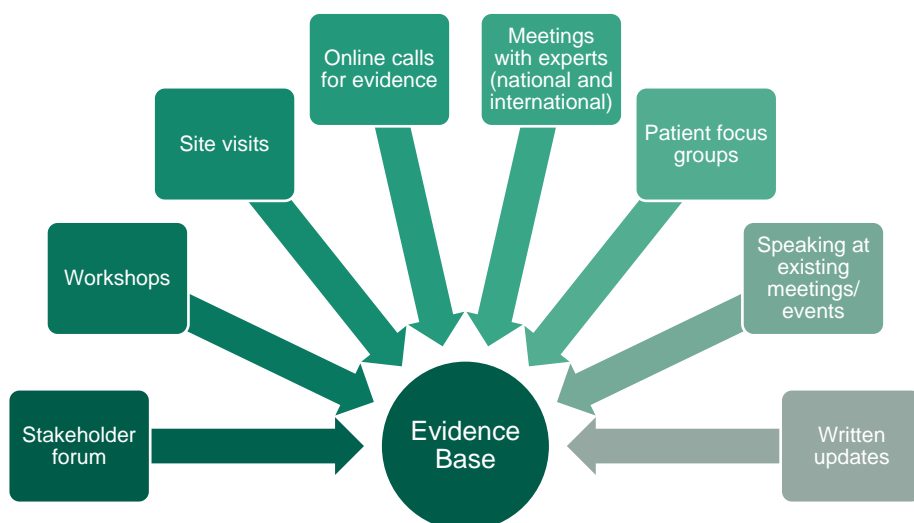 Online calls
for evidence
Meetings
with experts
(national and
international)
Site visits
Patient focus
groups
Workshops
Speaking at
existing
meetings/
events
Stakeholder
forum
Evidence
Base
Written
updates